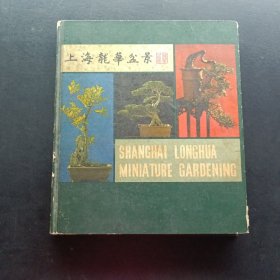 上海龍華盆景
SHANGHAI LONGHUA
MINIATURE GARDENING